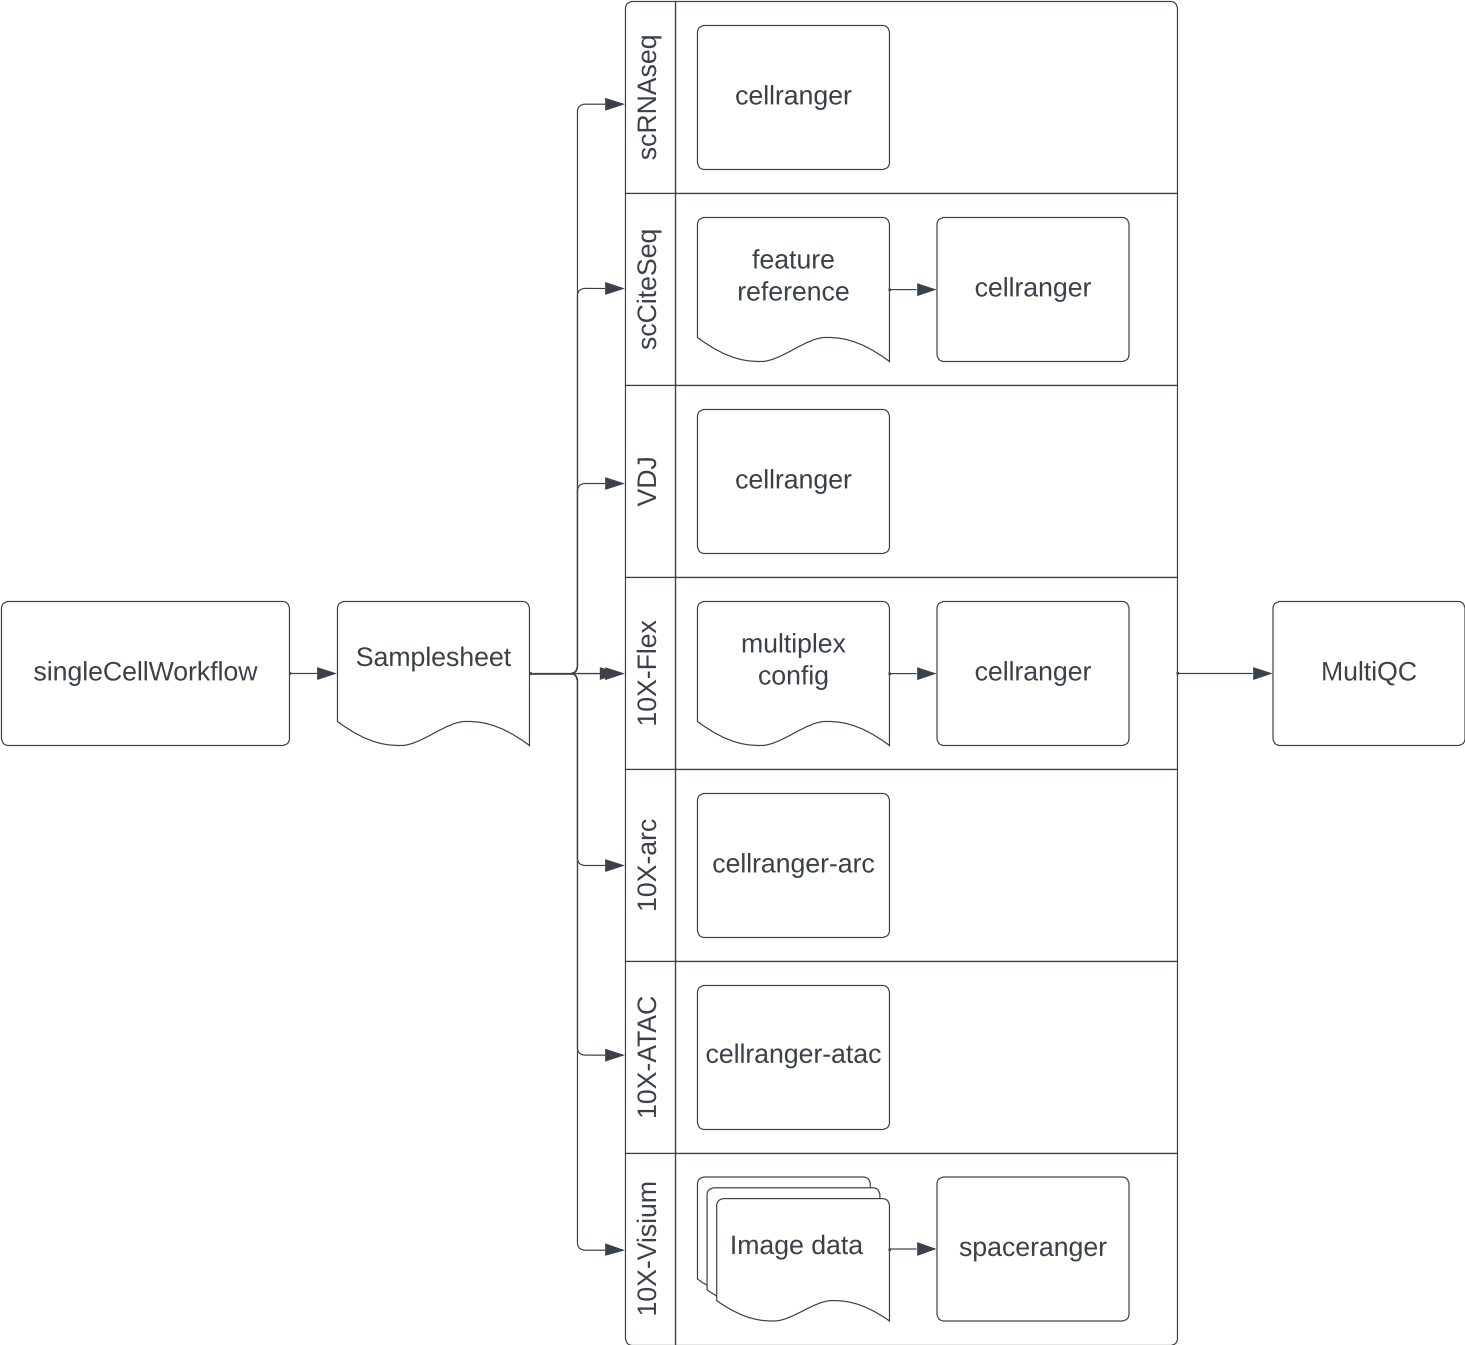 singleCellWorkflow
Samplesheet
scRNAseq
cellranger
scCiteSeq
feature
reference
cellranger
VDJ
cellranger
10X-Flex
multiplex
config
cellranger
10X-arc
cellranger-arc
10X-ATAC
cellranger-atac
10X-Visium
Image data
spaceranger
MultiQC